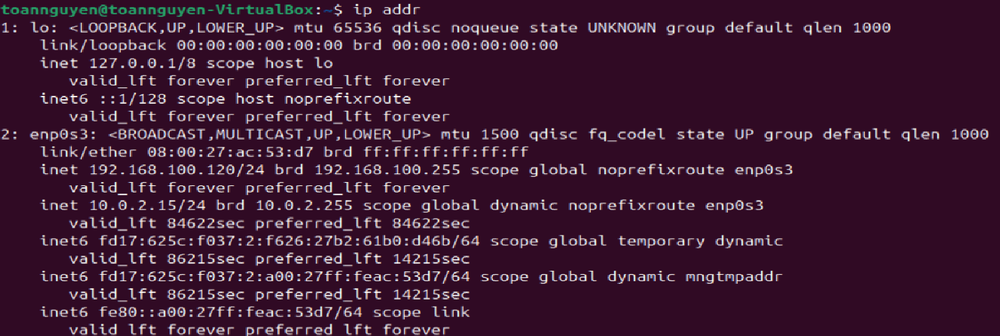 toannguyen@toannguyen-VirtualBox:~$ ip addr
1: lo: <LOOPBACK,UP,LOWER_UP> mtu 65536 qdisc noqueue state UNKNOWN group default qlen 1000
    link/loopback 00:00:00:00:00:00 brd 00:00:00:00:00:00
    inet 127.0.0.1/8 scope host lo
       valid_lft forever preferred_lft forever
    inet6 ::1/128 scope host noprefixroute
       valid_lft forever preferred_lft forever
2: enp0s3: <BROADCAST,MULTICAST,UP,LOWER_UP> mtu 1500 qdisc fq_codel state UP group default qlen 1000
    link/ether 08:00:27:ac:53:d7 brd ff:ff:ff:ff:ff:ff
    inet 192.168.100.120/24 brd 192.168.100.255 scope global noprefixroute enp0s3
       valid_lft forever preferred_lft forever
    inet 10.0.2.15/24 brd 10.0.2.255 scope global dynamic noprefixroute enp0s3
       valid_lft 84622sec preferred_lft 84622sec
    inet6 fd17:625c:f037:2:f626:27b2:61b0:d46b/64 scope global temporary dynamic
       valid_lft 86215sec preferred_lft 14215sec
    inet6 fd17:625c:f037:2:a00:27ff:feac:53d7/64 scope global dynamic mngtmpaddr
       valid_lft 86215sec preferred_lft 14215sec
    inet6 fe80::a00:27ff:feac:53d7/64 scope link
       valid_lft forever preferred_lft forever